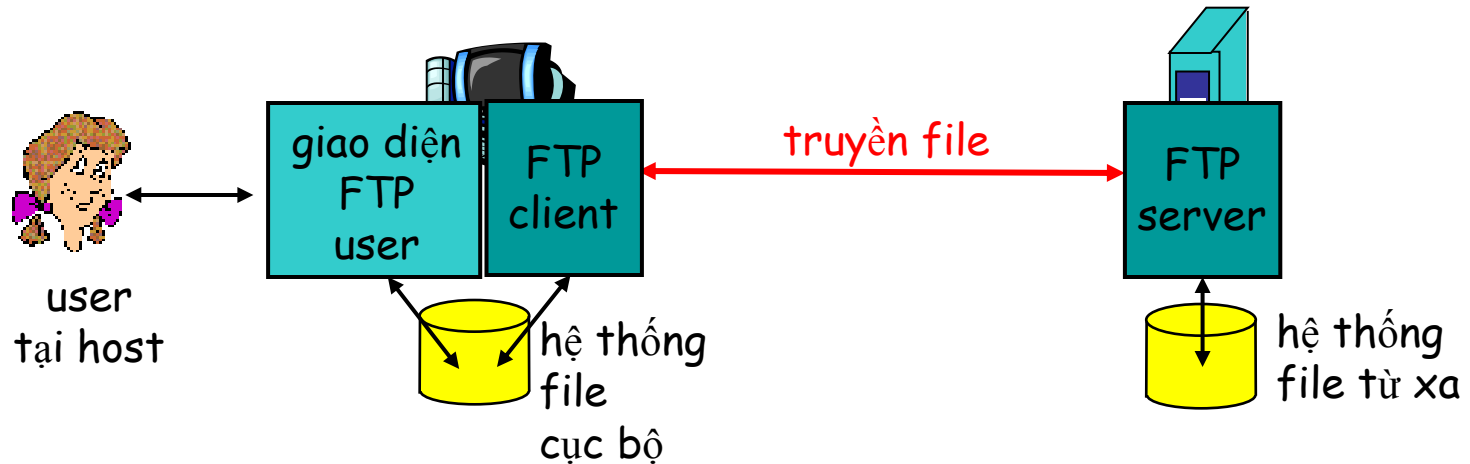 user
tại host
giao diện
FTP
user
FTP
client
hệ thống
file
cục bộ
truyền file
FTP
server
hệ thống
file từ xa